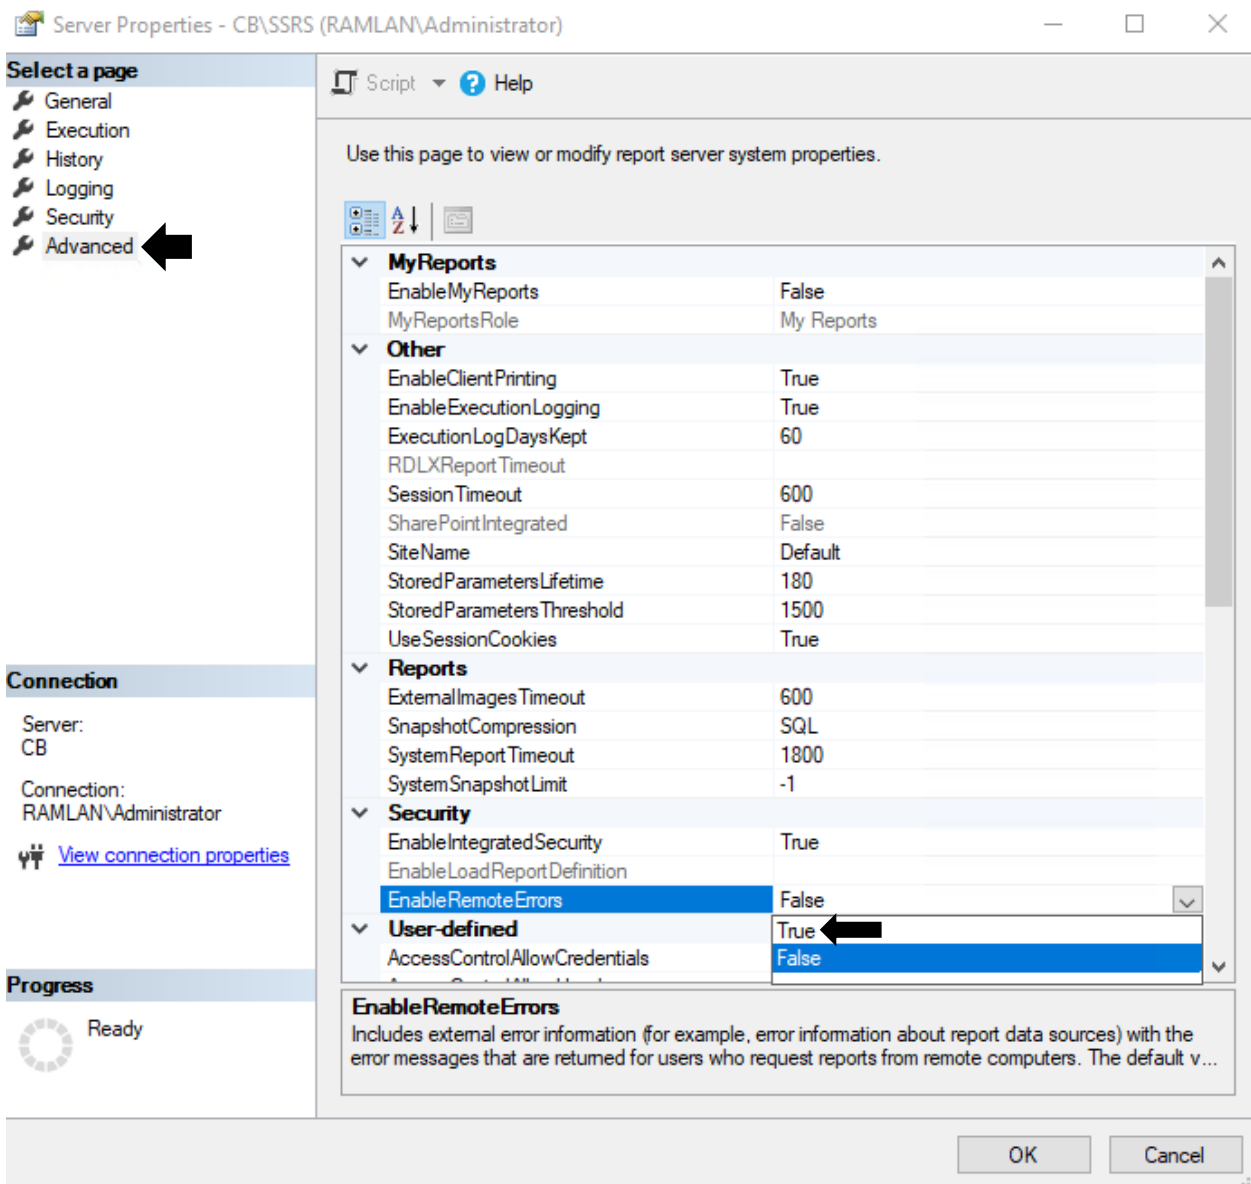 Server Properties - CB\SSRS (RAMLAN\Administrator)
Select a page
General
Execution
History
Logging
Security
Advanced
Script
Help
Use this page to view or modify report server system properties.
MyReports
EnableMyReports False
MyReportsRole My Reports
Other
EnableClientPrinting True
EnableExecutionLogging True
ExecutionLogDaysKept 60
RDLXReportTimeout
SessionTimeout 600
SharePointIntegrated False
SiteName Default
StoredParametersLifetime 180
StoredParametersThreshold 1500
UseSessionCookies True
Reports
ExternalImagesTimeout 600
SnapshotCompression SQL
SystemReportTimeout 1800
SystemSnapshotLimit -1
Security
EnableIntegratedSecurity True
EnableLoadReportDefinition
EnableRemoteErrors False
True
False
User-defined
AccessControlAllowCredentials
EnableRemoteErrors
Includes external error information (for example, error information about report data sources) with the
error messages that are returned for users who request reports from remote computers. The default v...
Connection
Server:
CB
Connection:
RAMLAN\Administrator
View connection properties
Progress
Ready
OK
Cancel